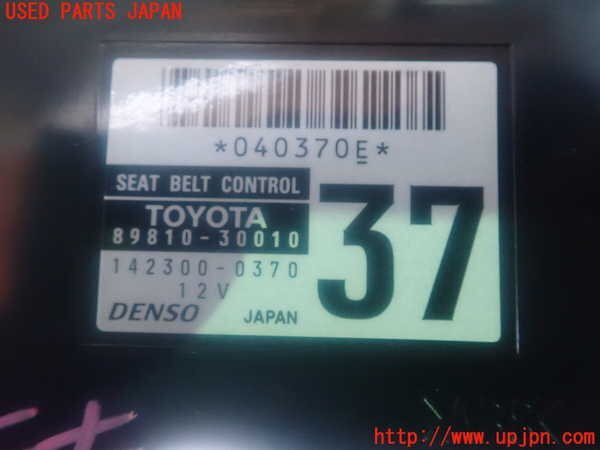 USED PARTS JAPAN
*040370E*
SEAT BELT CONTROL
TOYOTA
89810-30010
37
142300-0370
12V
DENSO JAPAN
http://www.upjpn.com/